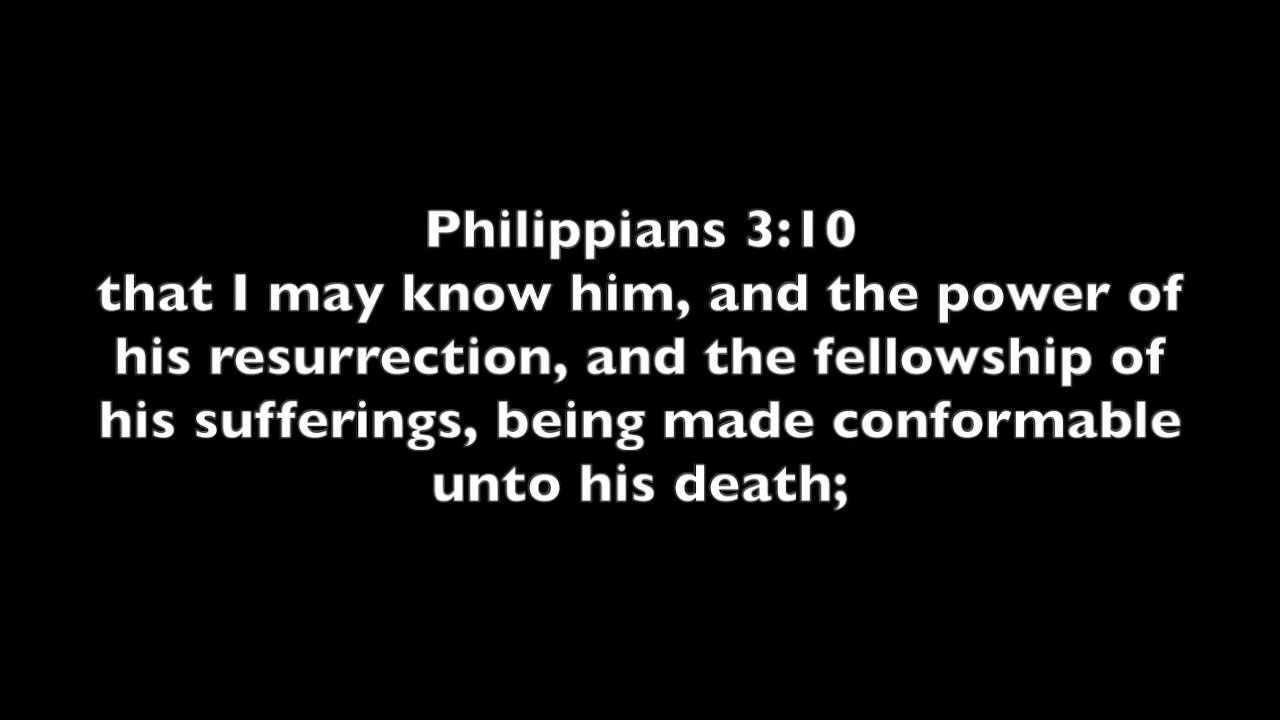 Philippians 3:10
that I may know him, and the power of
his resurrection, and the fellowship of
his sufferings, being made conformable
unto his death;